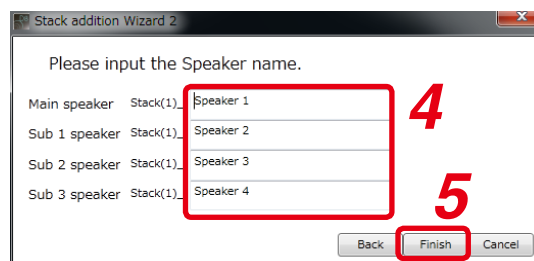 Stack addition Wizard 2
Please input the Speaker name.
Main speaker Stack(1)_ Speaker 1
Sub 1 speaker Stack(1)_ Speaker 2
Sub 2 speaker Stack(1)_ Speaker 3
Sub 3 speaker Stack(1)_ Speaker 4
4
5
Back Finish Cancel